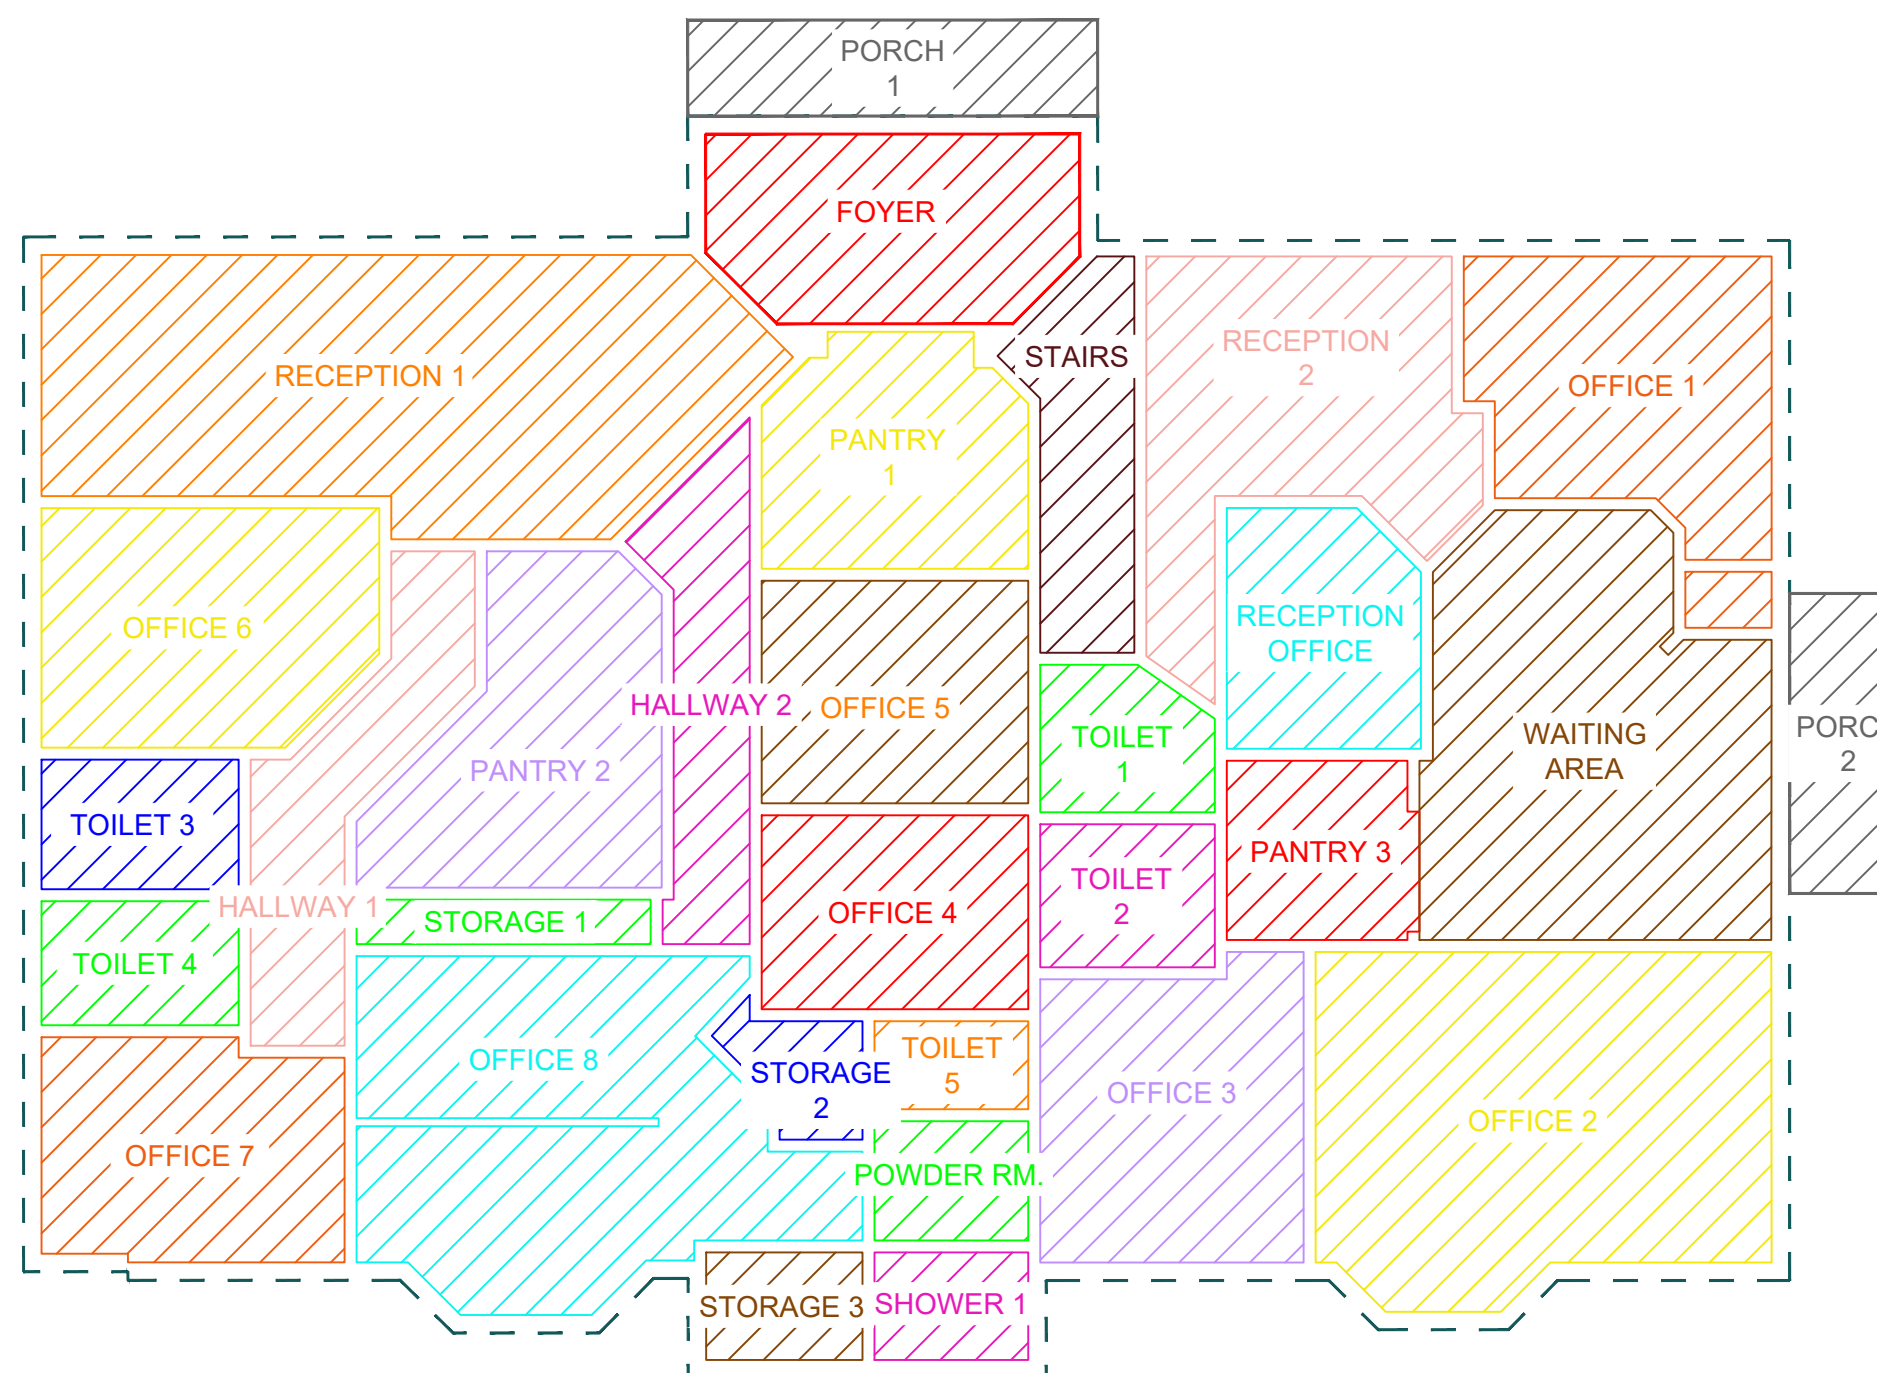 PORCH
1
FOYER
RECEPTION 1
STAIRS
RECEPTION
2
OFFICE 1
PANTRY
1
OFFICE 6
RECEPTION
OFFICE
HALLWAY 2
OFFICE 5
TOILET
1
WAITING
AREA
PORC
2
PANTRY 2
TOILET 3
PANTRY 3
TOILET
2
HALLWAY 1
STORAGE 1
OFFICE 4
TOILET 4
OFFICE 8
STORAGE
2
TOILET
5
OFFICE 3
OFFICE 2
OFFICE 7
POWDER RM.
STORAGE 3
SHOWER 1